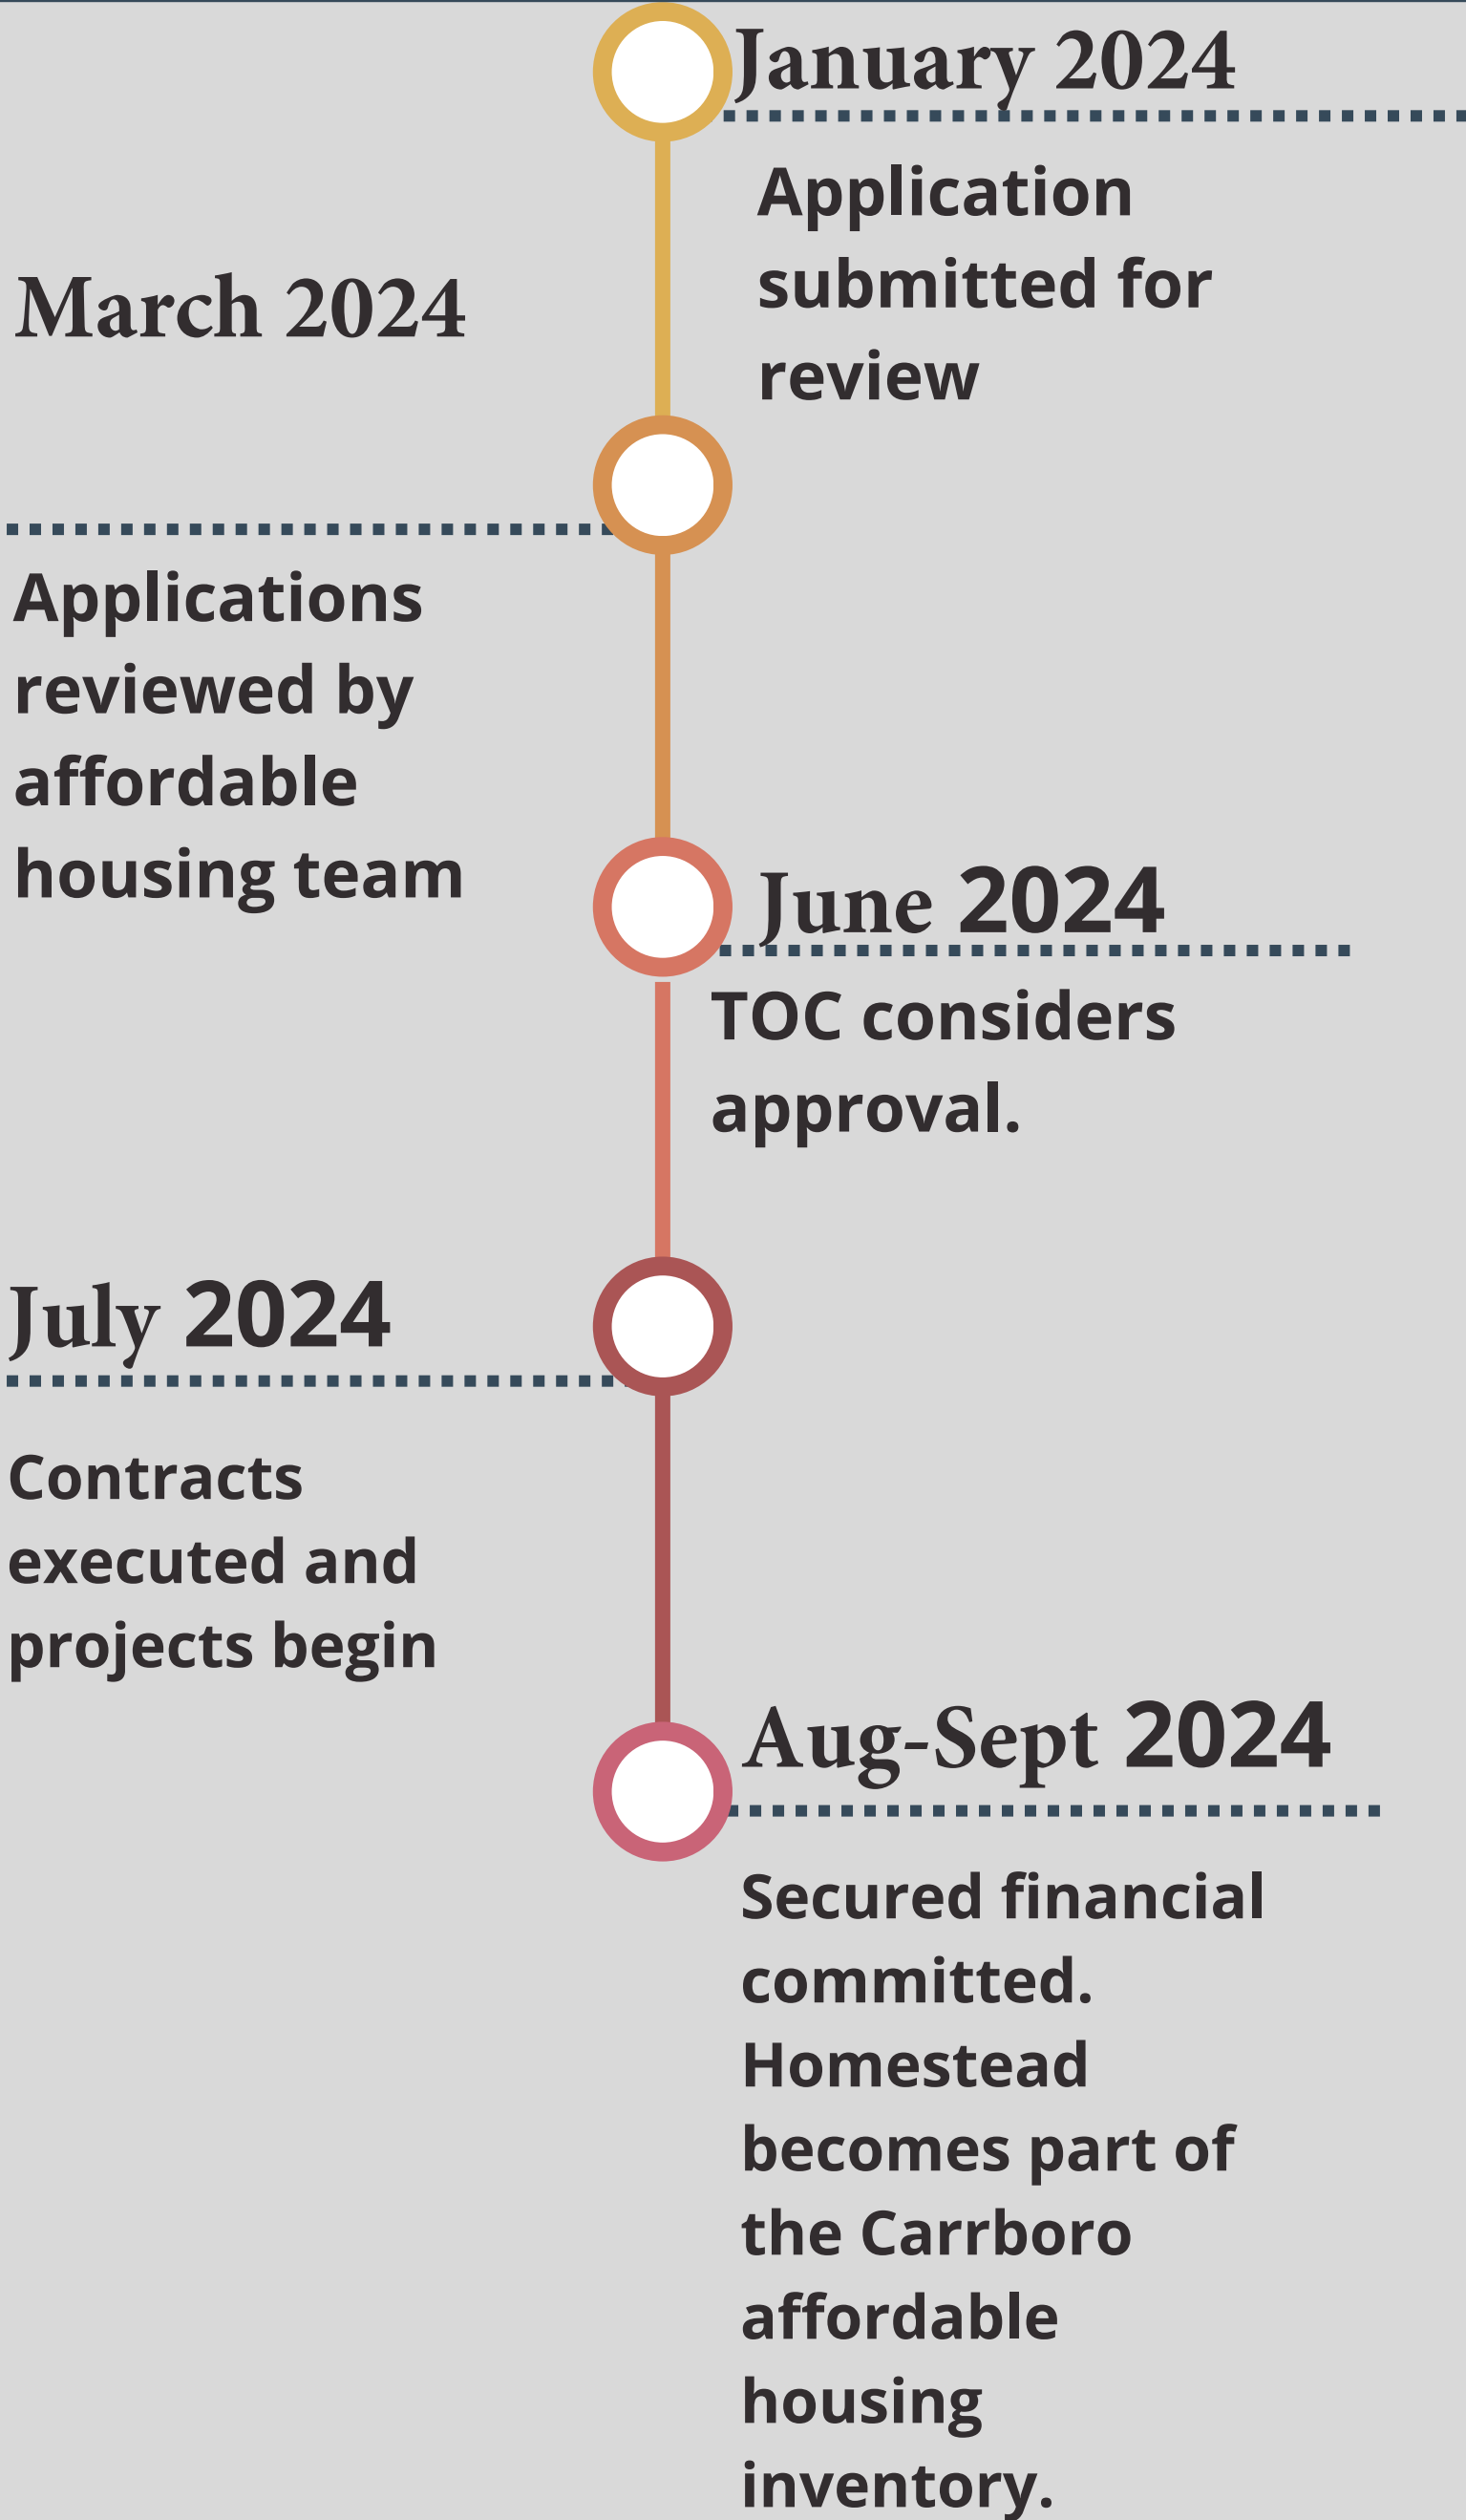 January 2024
Application
submitted for
review
March 2024
Applications
reviewed by
affordable
housing team
June 2024
TOC considers
approval.
July 2024
Contracts
executed and
projects begin
Aug-Sept 2024
Secured financial
committed.
Homestead
becomes part of
the Carrboro
affordable
housing
inventory.